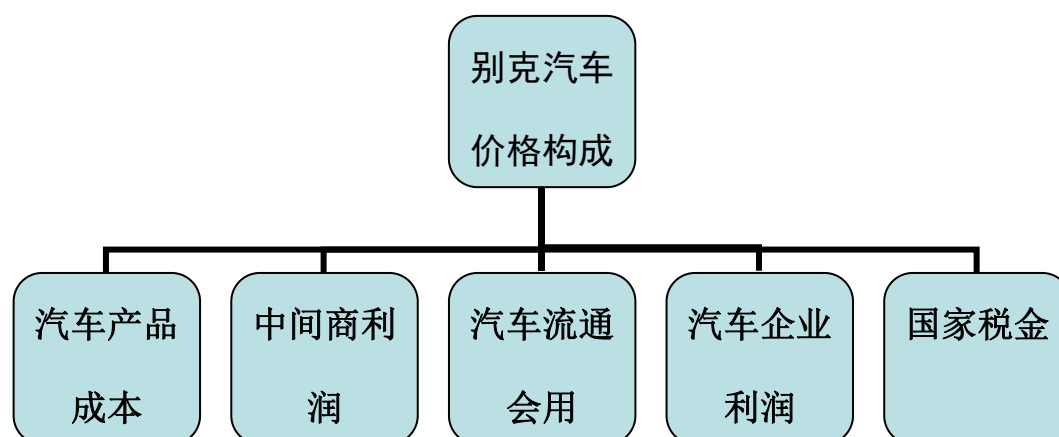 别克汽车
价格构成
汽车产品
成本
中间商利
润
汽车流通
会用
汽车企业
利润
国家税金